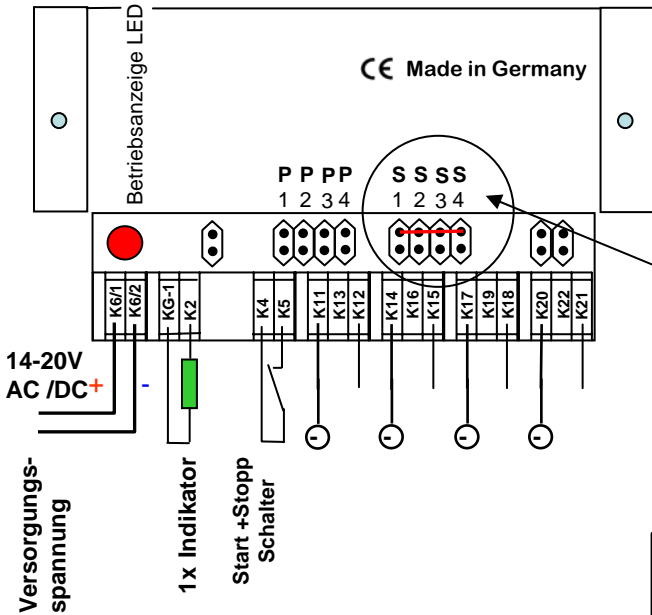 Betriebsanzeige LED
CE Made in Germany
P P P P
1 2 3 4
S S S S
1 2 3 4
K6/1 K6/2 KG-1 K2 K4 K5 K11 K13 K12 K14 K16 K15 K17 K19 K18 K20 K22 K21
14-20V
AC /DC+ -
- - - -
Versorgungs-
spannung
1x Indikator
Start +Stopp
Schalter